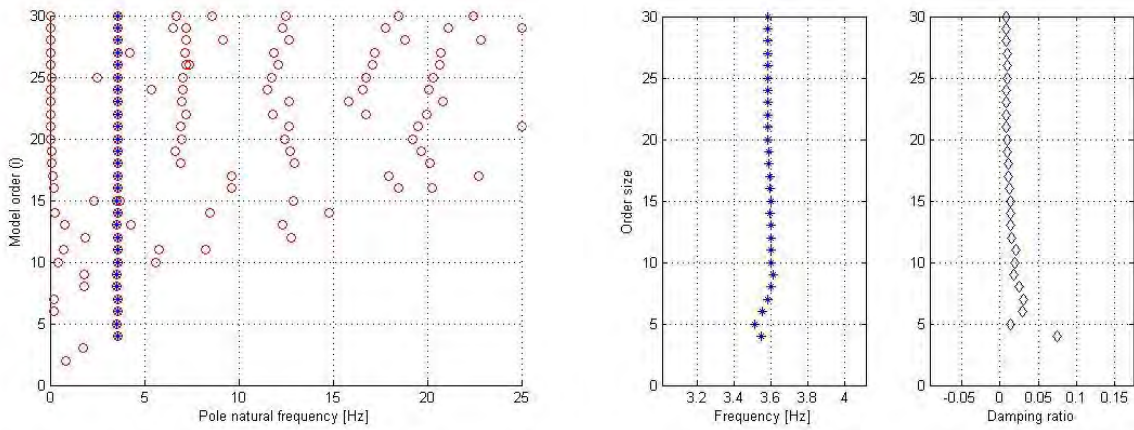 30
25
20
15
10
5
0
Model order (i)
0 5 10 15 20 25
Pole natural frequency [Hz]
30
25
20
15
10
5
0
Order size
3.2 3.4 3.6 3.8 4
Frequency [Hz]
30
25
20
15
10
5
0
-0.05 0 0.05 0.1 0.15
Damping ratio